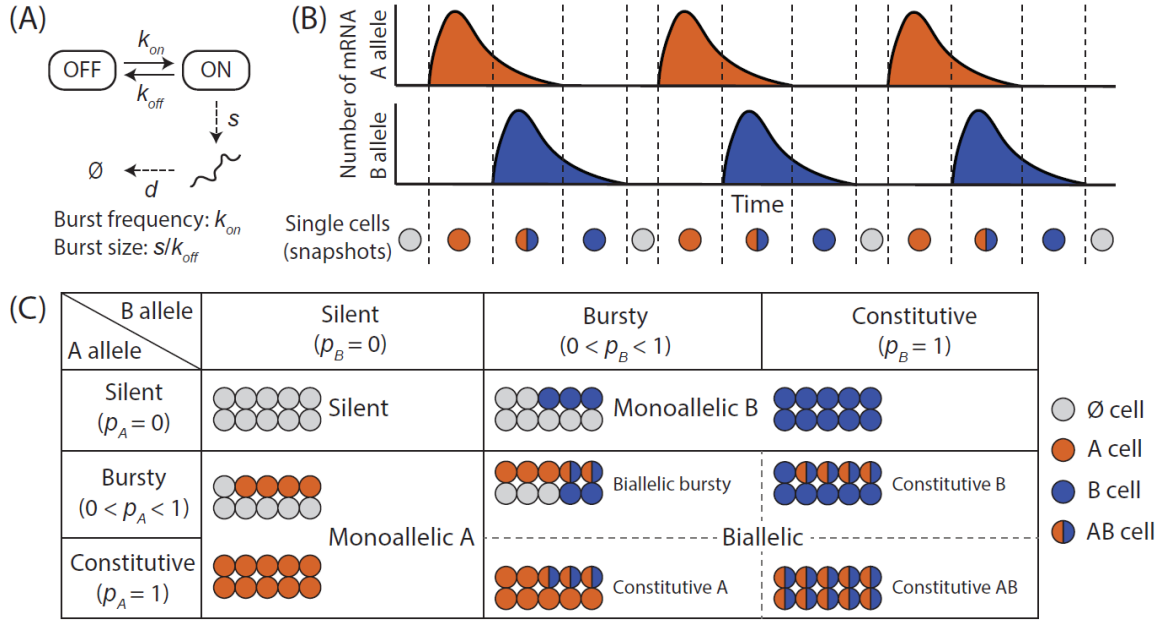 (A)
k_on
OFF
ON
k_off
s
Ø
d
Burst frequency: k_on
Burst size: s/k_off
(B)
Number of mRNA
A allele
B allele
Time
Single cells
(snapshots)
(C)
B allele
A allele
Silent
(p_B = 0)
Bursty
(0 < p_B < 1)
Constitutive
(p_B = 1)
Silent
(p_A = 0)
Silent
Monoallelic B
Bursty
(0 < p_A < 1)
Biallelic bursty
Constitutive B
Monoallelic A
Biallelic
Constitutive
(p_A = 1)
Constitutive A
Constitutive AB
Ø cell
A cell
B cell
AB cell